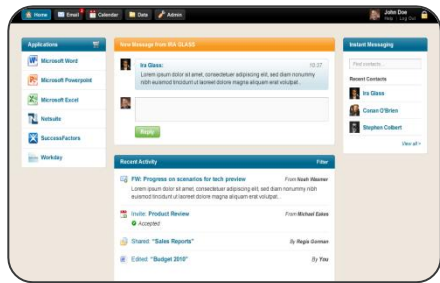 Home Email Calendar Data Admin
John Doe
Help Log Out
Applications
Microsoft Word
Microsoft Powerpoint
Microsoft Excel
Netsuite
SuccessFactors
Workday
New Message from IRA GLASS
Ira Glass: 10:27
Lorem ipsum dolor sit amet, consectetuer adipiscing elit, sed diam nonummy
nibh euismod tincidunt ut laoreet dolore magna aliquam erat volutpat...
Reply
Recent Activity Filter
FW: Progress on scenarios for tech preview From Noah Weamer
Lorem ipsum dolor sit amet, consectetuer adipiscing elit, sed diam nonummy nibh
euismod tincidunt ut laoreet dolore magna aliquam erat volutpat...
Invite: Product Review From Michael Eakes
Accepted
Shared: "Sales Reports" By Regis Gorman
Edited: "Budget 2010" By You
Instant Messaging
Find contacts...
Recent Contacts
Ira Glass
Conan O'Brien
Stephen Colbert
View all >